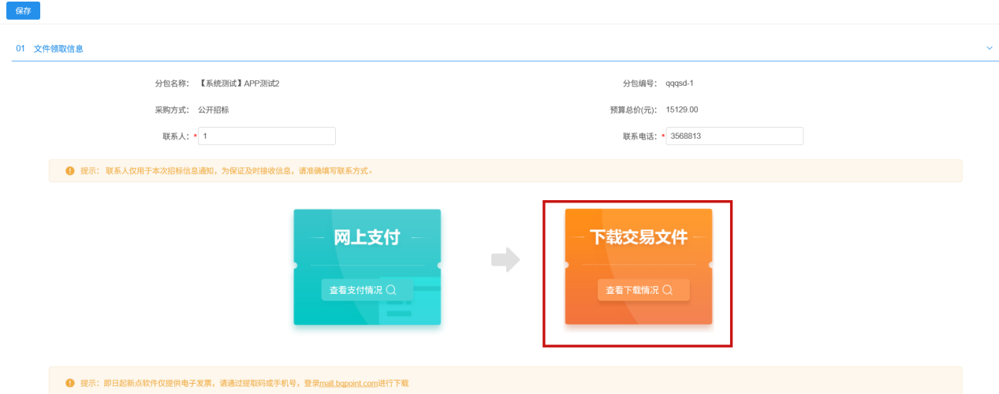 保存
01 文件领取信息
分包名称： 【系统测试】APP测试2 分包编号： qqqsd-1
采购方式： 公开招标 预算总价(元)： 15129.00
联系人：* 1 联系电话：* 3568813
提示： 联系人仅用于本次招标信息通知，为保证及时接收信息，请准确填写联系方式。
网上支付 下载交易文件
查看支付情况 查看下载情况
提示：即日起新点软件仅提供电子发票，请通过提取码或手机号，登录mall.bqpoint.com进行下载